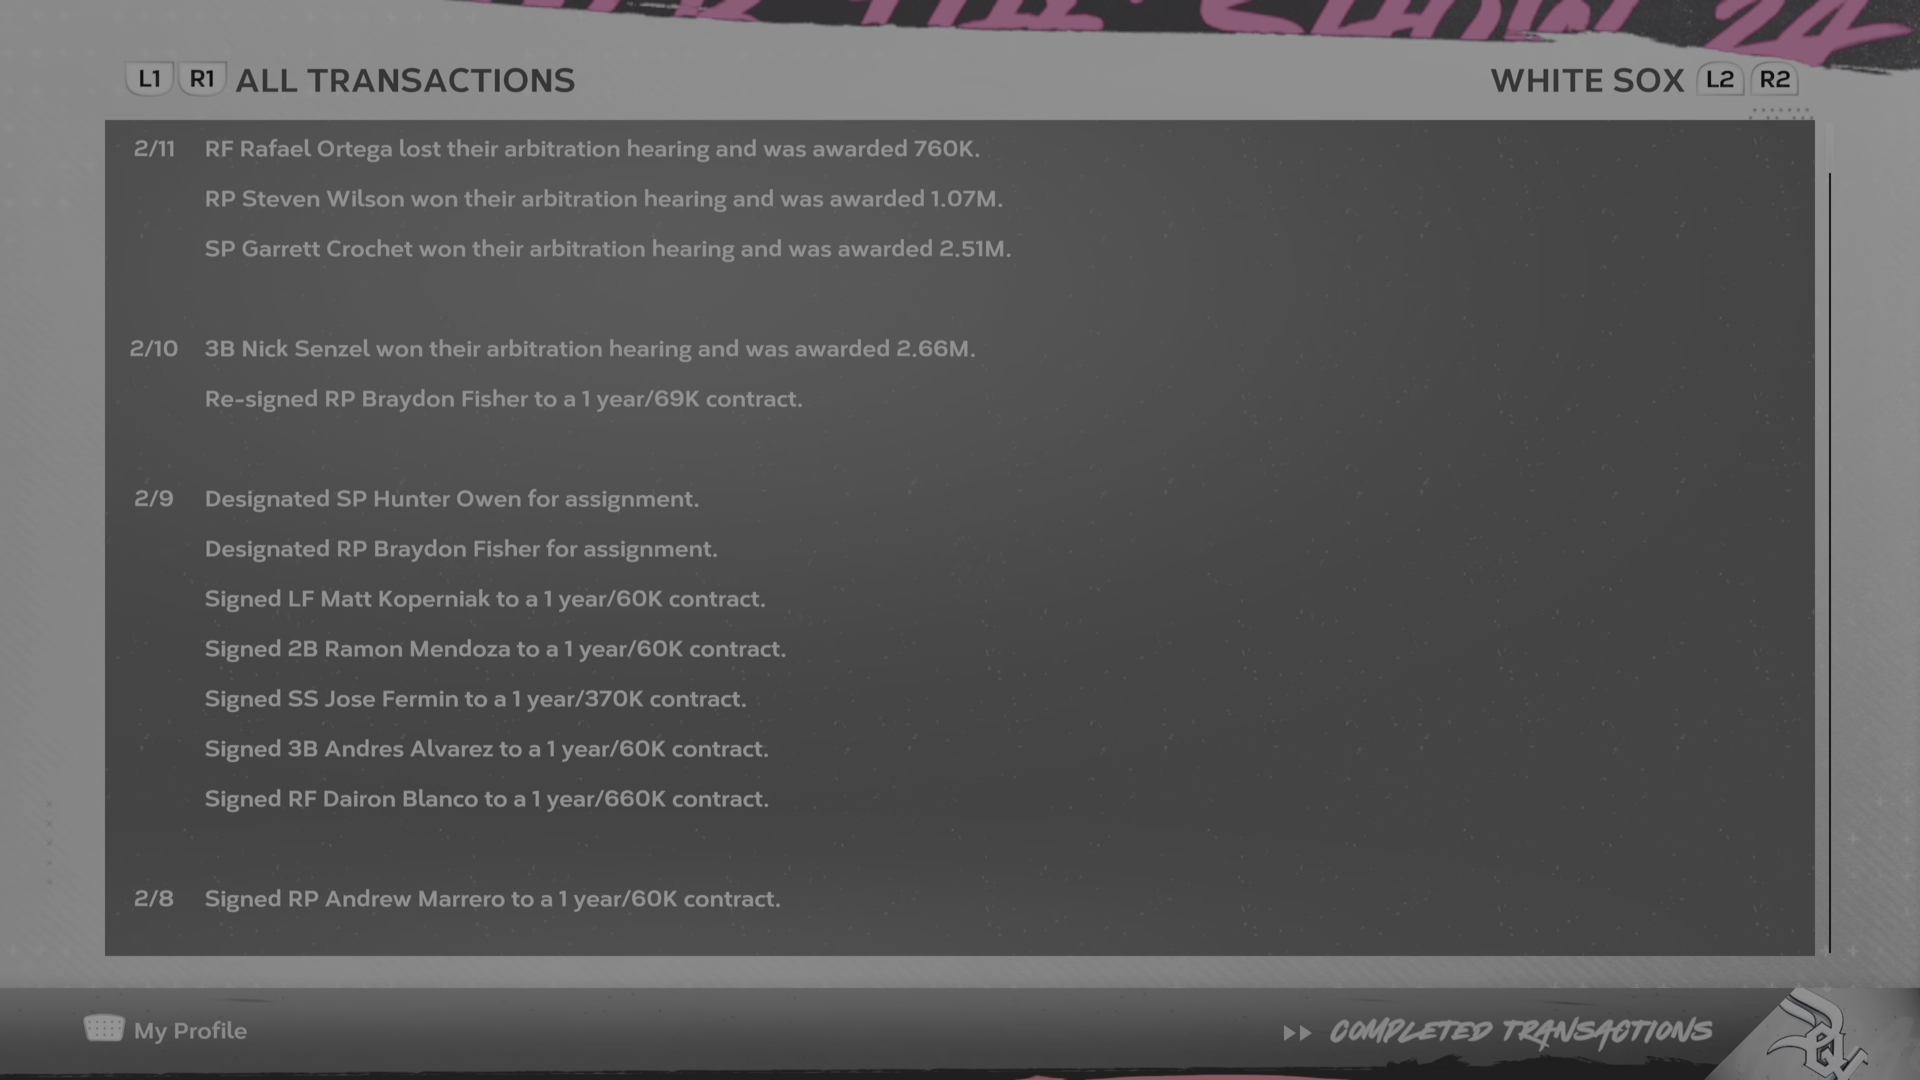 THE SHOW 24
L1 R1 ALL TRANSACTIONS
WHITE SOX L2 R2
2/11 RF Rafael Ortega lost their arbitration hearing and was awarded 760K.
RP Steven Wilson won their arbitration hearing and was awarded 1.07M.
SP Garrett Crochet won their arbitration hearing and was awarded 2.51M.
2/10 3B Nick Senzel won their arbitration hearing and was awarded 2.66M.
Re-signed RP Braydon Fisher to a 1 year/69K contract.
2/9 Designated SP Hunter Owen for assignment.
Designated RP Braydon Fisher for assignment.
Signed LF Matt Koperniak to a 1 year/60K contract.
Signed 2B Ramon Mendoza to a 1 year/60K contract.
Signed SS Jose Fermin to a 1 year/370K contract.
Signed 3B Andres Alvarez to a 1 year/60K contract.
Signed RF Dairon Blanco to a 1 year/660K contract.
2/8 Signed RP Andrew Marrero to a 1 year/60K contract.
My Profile
COMPLETED TRANSACTIONS
Sox